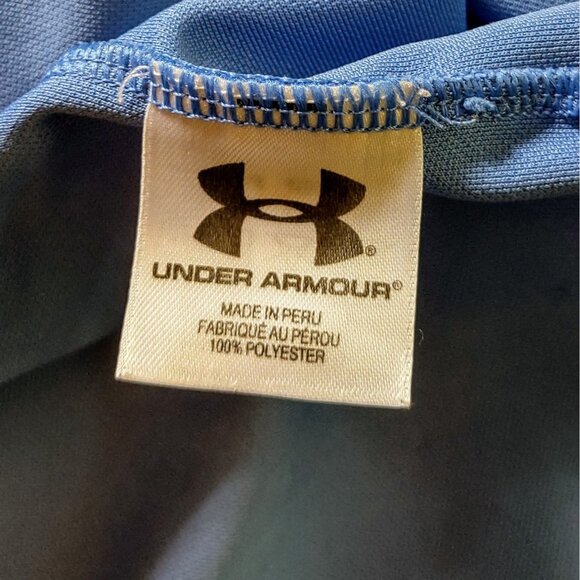 ®
UNDER ARMOUR®
MADE IN PERU
FABRIQUÉ AU PÉROU
100% POLYESTER